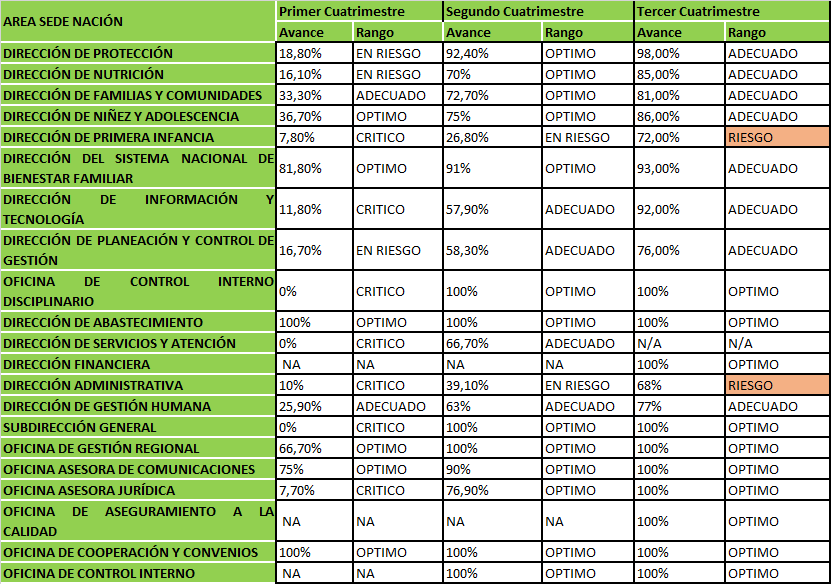 AREA SEDE NACIÓN Primer Cuatrimestre Segundo Cuatrimestre Tercer Cuatrimestre
Avance Rango Avance Rango Avance Rango
DIRECCIÓN DE PROTECCIÓN 18,80% EN RIESGO 92,40% OPTIMO 98,00% ADECUADO
DIRECCIÓN DE NUTRICIÓN 16,10% EN RIESGO 70% OPTIMO 85,00% ADECUADO
DIRECCIÓN DE FAMILIAS Y COMUNIDADES 33,30% ADECUADO 72,70% OPTIMO 81,00% ADECUADO
DIRECCIÓN DE NIÑEZ Y ADOLESCENCIA 36,70% OPTIMO 75% OPTIMO 86,00% ADECUADO
DIRECCIÓN DE PRIMERA INFANCIA 7,80% CRITICO 26,80% EN RIESGO 72,00% RIESGO
DIRECCIÓN DEL SISTEMA NACIONAL DE
BIENESTAR FAMILIAR 81,80% OPTIMO 91% OPTIMO 93,00% ADECUADO
DIRECCIÓN DE INFORMACIÓN Y
TECNOLOGÍA 11,80% CRITICO 57,90% ADECUADO 92,00% ADECUADO
DIRECCIÓN DE PLANEACIÓN Y CONTROL DE
GESTIÓN 16,70% EN RIESGO 58,30% ADECUADO 76,00% ADECUADO
OFICINA DE CONTROL INTERNO
DISCIPLINARIO 0% CRITICO 100% OPTIMO 100% OPTIMO
DIRECCIÓN DE ABASTECIMIENTO 100% OPTIMO 100% OPTIMO 100% OPTIMO
DIRECCIÓN DE SERVICIOS Y ATENCIÓN 0% CRITICO 66,70% ADECUADO N/A N/A
DIRECCIÓN FINANCIERA NA NA NA NA 100% OPTIMO
DIRECCIÓN ADMINISTRATIVA 10% CRITICO 39,10% EN RIESGO 68% RIESGO
DIRECCIÓN DE GESTIÓN HUMANA 25,90% ADECUADO 63% ADECUADO 77% ADECUADO
SUBDIRECCIÓN GENERAL 0% CRITICO 100% OPTIMO 100% OPTIMO
OFICINA DE GESTIÓN REGIONAL 66,70% OPTIMO 100% OPTIMO 100% OPTIMO
OFICINA ASESORA DE COMUNICACIONES 75% OPTIMO 90% OPTIMO 100% OPTIMO
OFICINA ASESORA JURÍDICA 7,70% CRITICO 76,90% OPTIMO 100% OPTIMO
OFICINA DE ASEGURAMIENTO A LA
CALIDAD NA NA NA NA 100% OPTIMO
OFICINA DE COOPERACIÓN Y CONVENIOS 100% OPTIMO 100% OPTIMO 100% OPTIMO
OFICINA DE CONTROL INTERNO NA NA 100% OPTIMO 100% OPTIMO